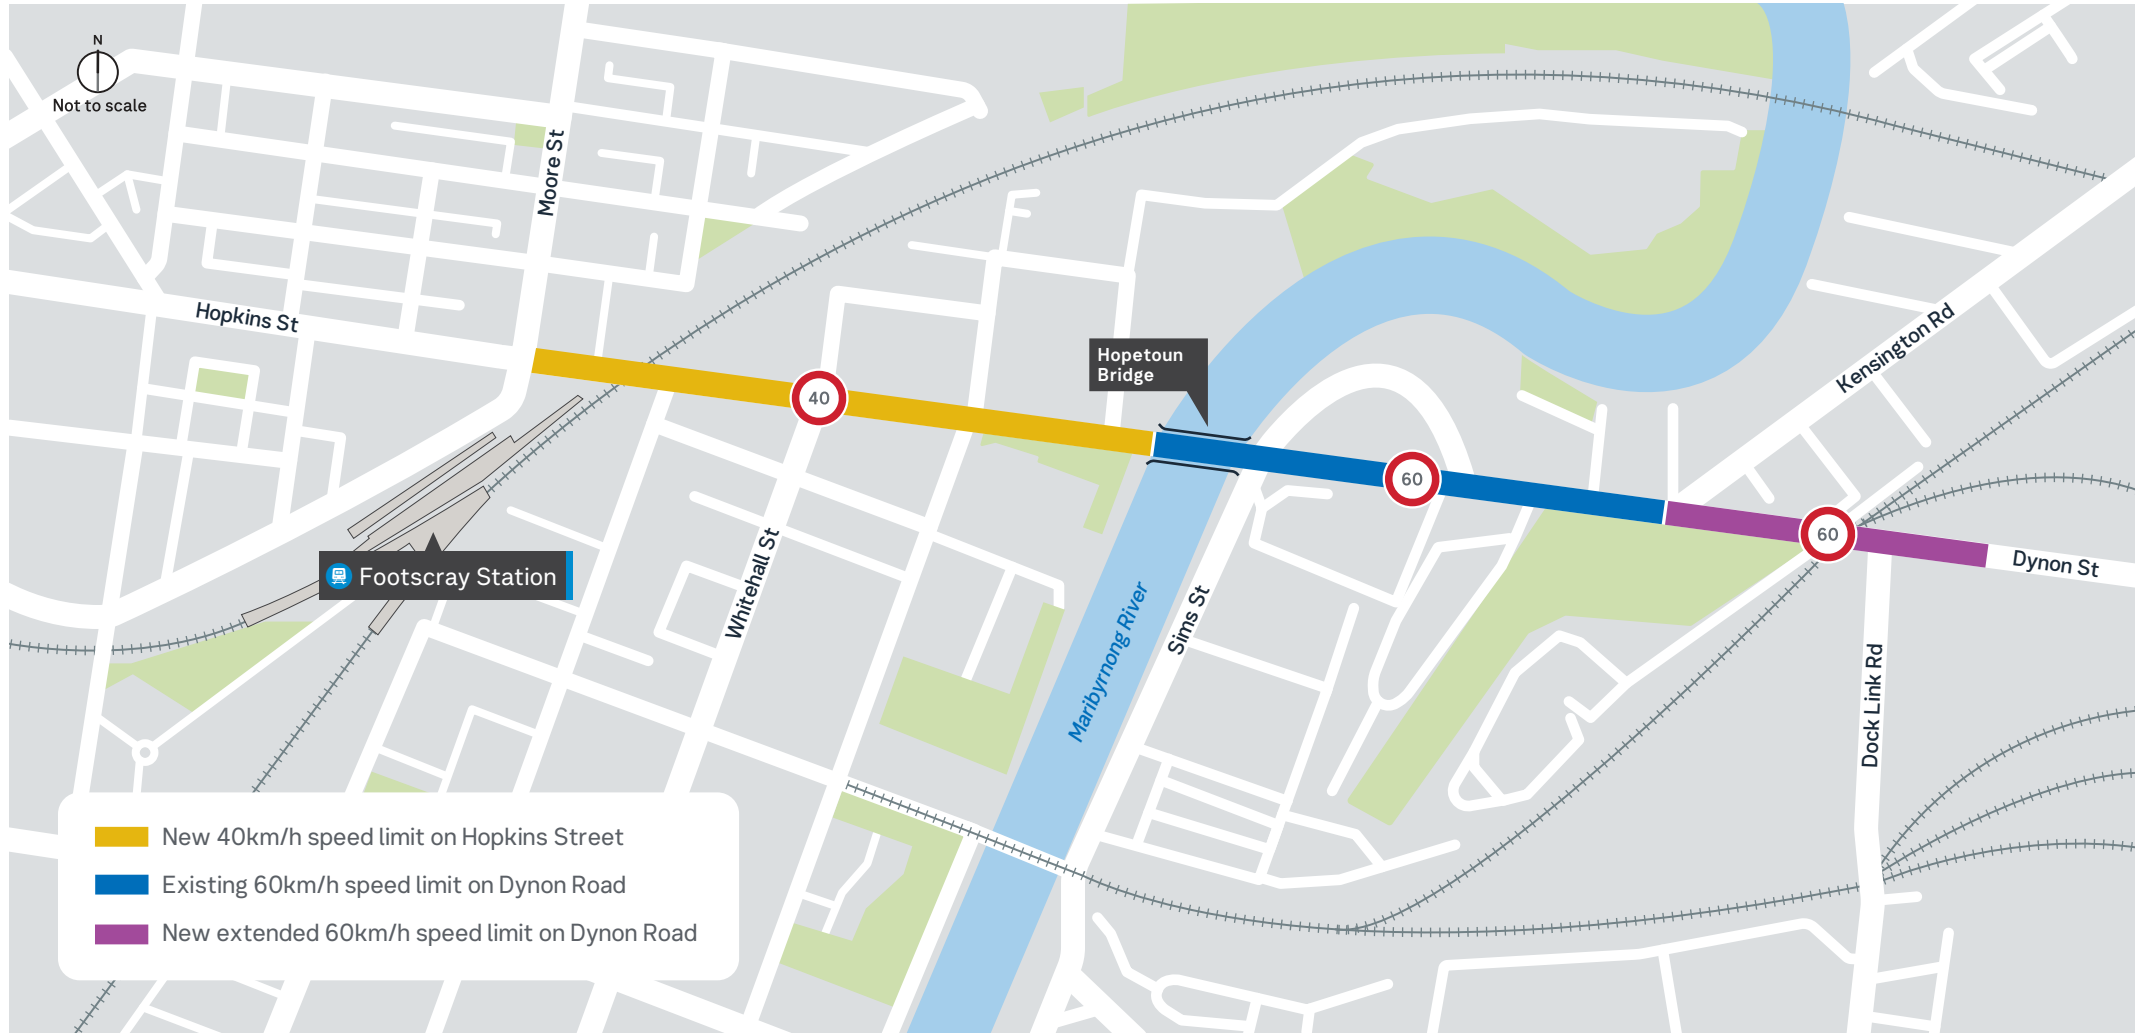 N
Not to scale
Moore St
Hopkins St
Hopetoun
Bridge
Kensington Rd
40
60
60
Dynon St
Footscray Station
Whitehall St
Maribyrnong River
Sims St
Dock Link Rd
New 40km/h speed limit on Hopkins Street
Existing 60km/h speed limit on Dynon Road
New extended 60km/h speed limit on Dynon Road